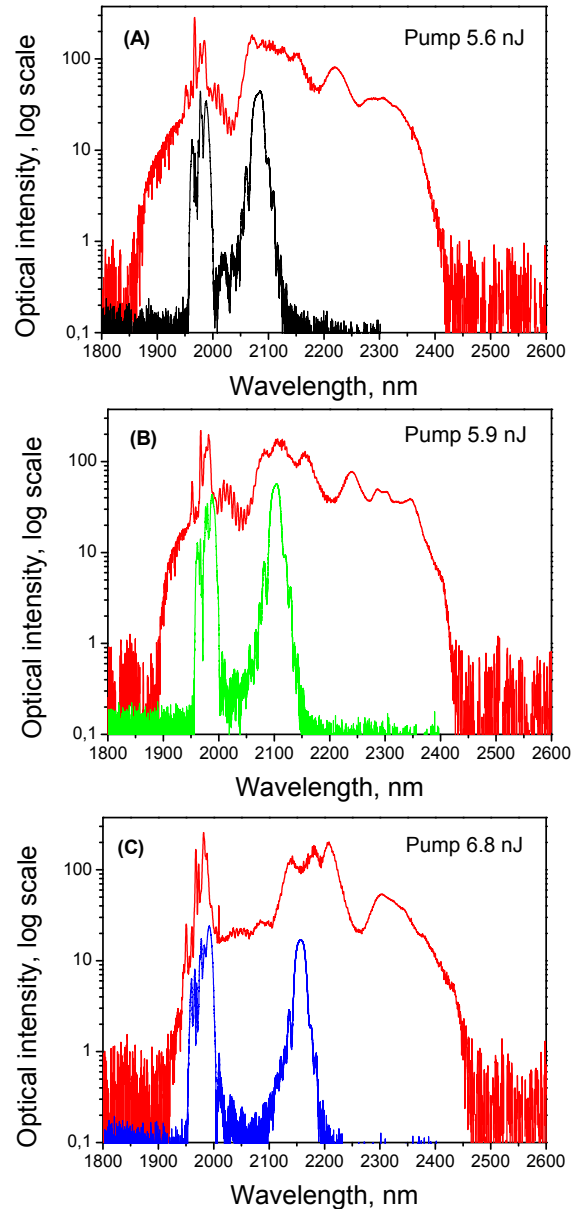 (A)
Pump 5.6 nJ
Optical intensity, log scale
100
10
1
0,1
1800 1900 2000 2100 2200 2300 2400 2500 2600
Wavelength, nm
(B)
Pump 5.9 nJ
Optical intensity, log scale
100
10
1
0,1
1800 1900 2000 2100 2200 2300 2400 2500 2600
Wavelength, nm
(C)
Pump 6.8 nJ
Optical intensity, log scale
100
10
1
0,1
1800 1900 2000 2100 2200 2300 2400 2500 2600
Wavelength, nm